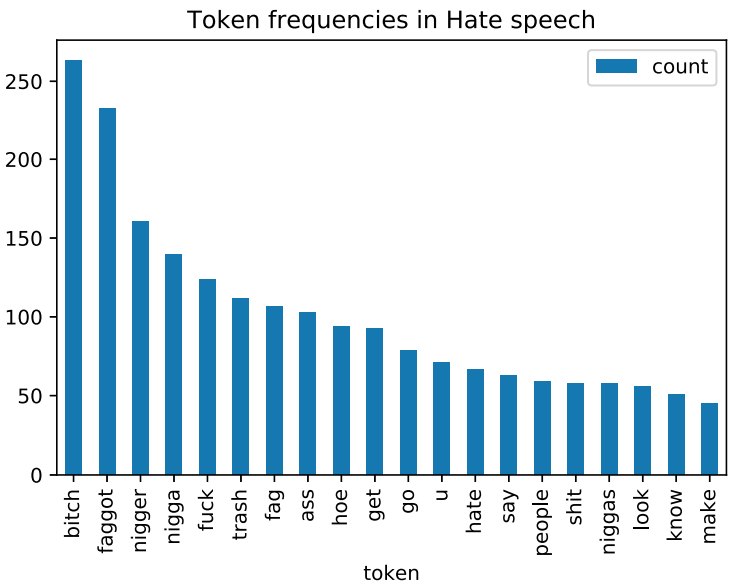 Token frequencies in Hate speech
count
250
200
150
100
50
0
bitch
faggot
nigger
nigga
fuck
trash
fag
ass
hoe
get
go
u
hate
say
people
shit
niggas
look
know
make
token